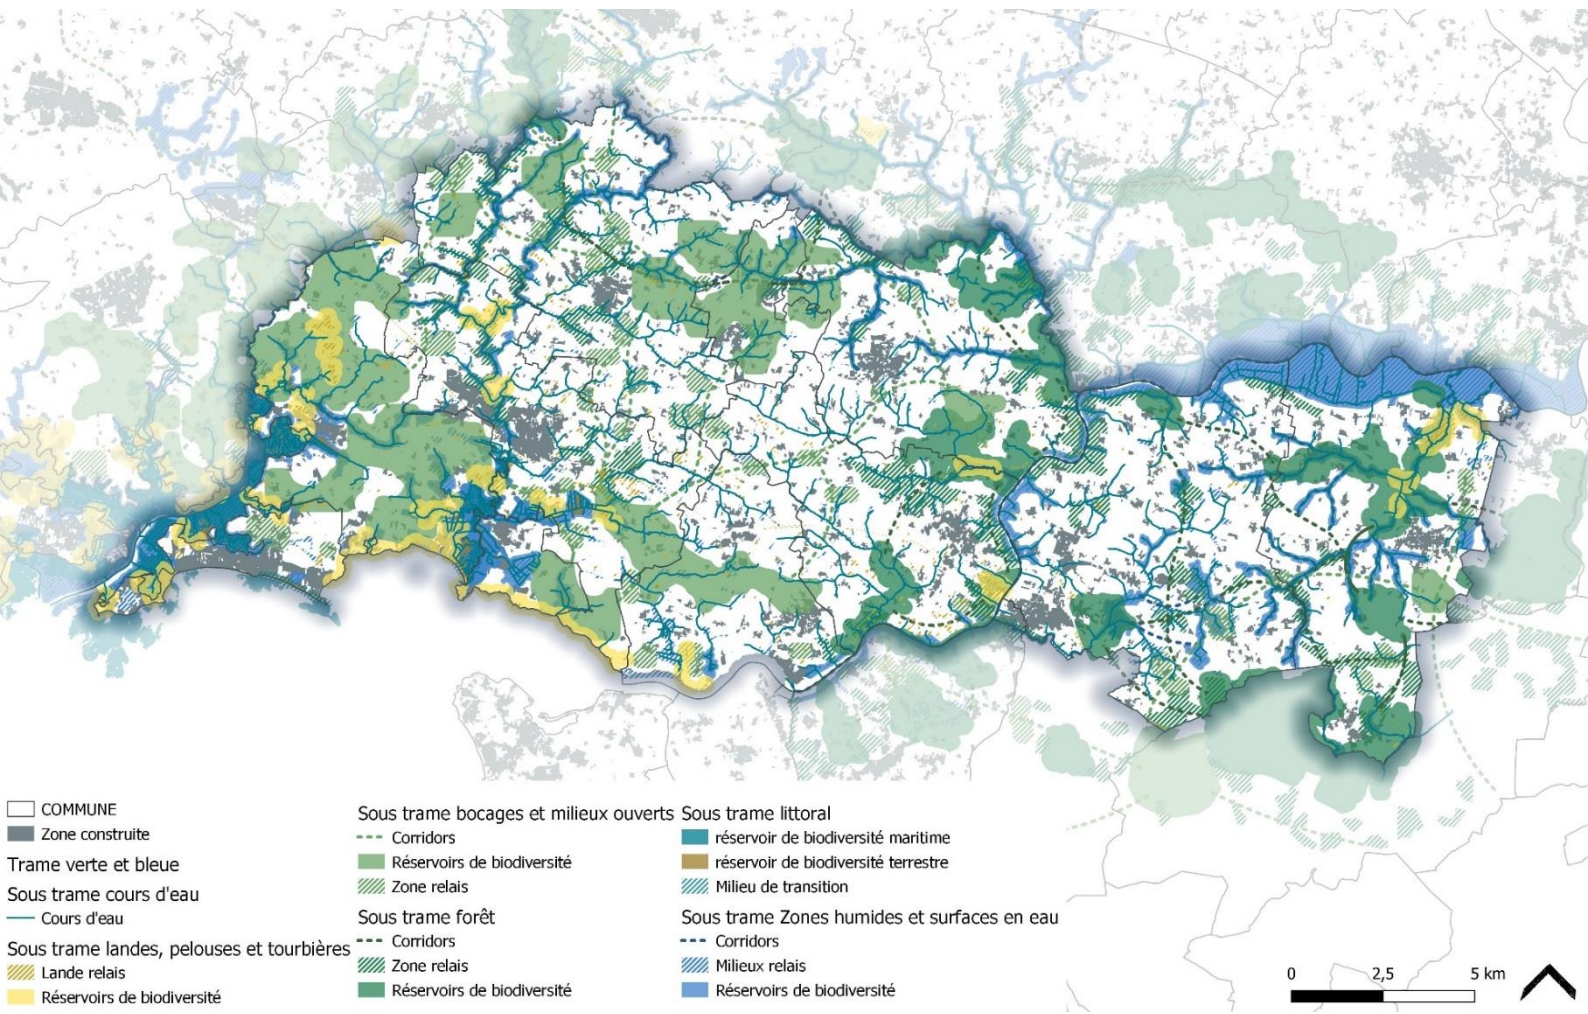 COMMUNE
Zone construite
Trame verte et bleue
Sous trame cours d'eau
Cours d'eau
Sous trame landes, pelouses et tourbières
Lande relais
Réservoirs de biodiversité
Sous trame bocages et milieux ouverts
Corridors
Réservoirs de biodiversité
Zone relais
Sous trame forêt
Corridors
Zone relais
Réservoirs de biodiversité
Sous trame littoral
réservoir de biodiversité maritime
réservoir de biodiversité terrestre
Milieu de transition
Sous trame Zones humides et surfaces en eau
Corridors
Milieux relais
Réservoirs de biodiversité
0 2,5 5 km